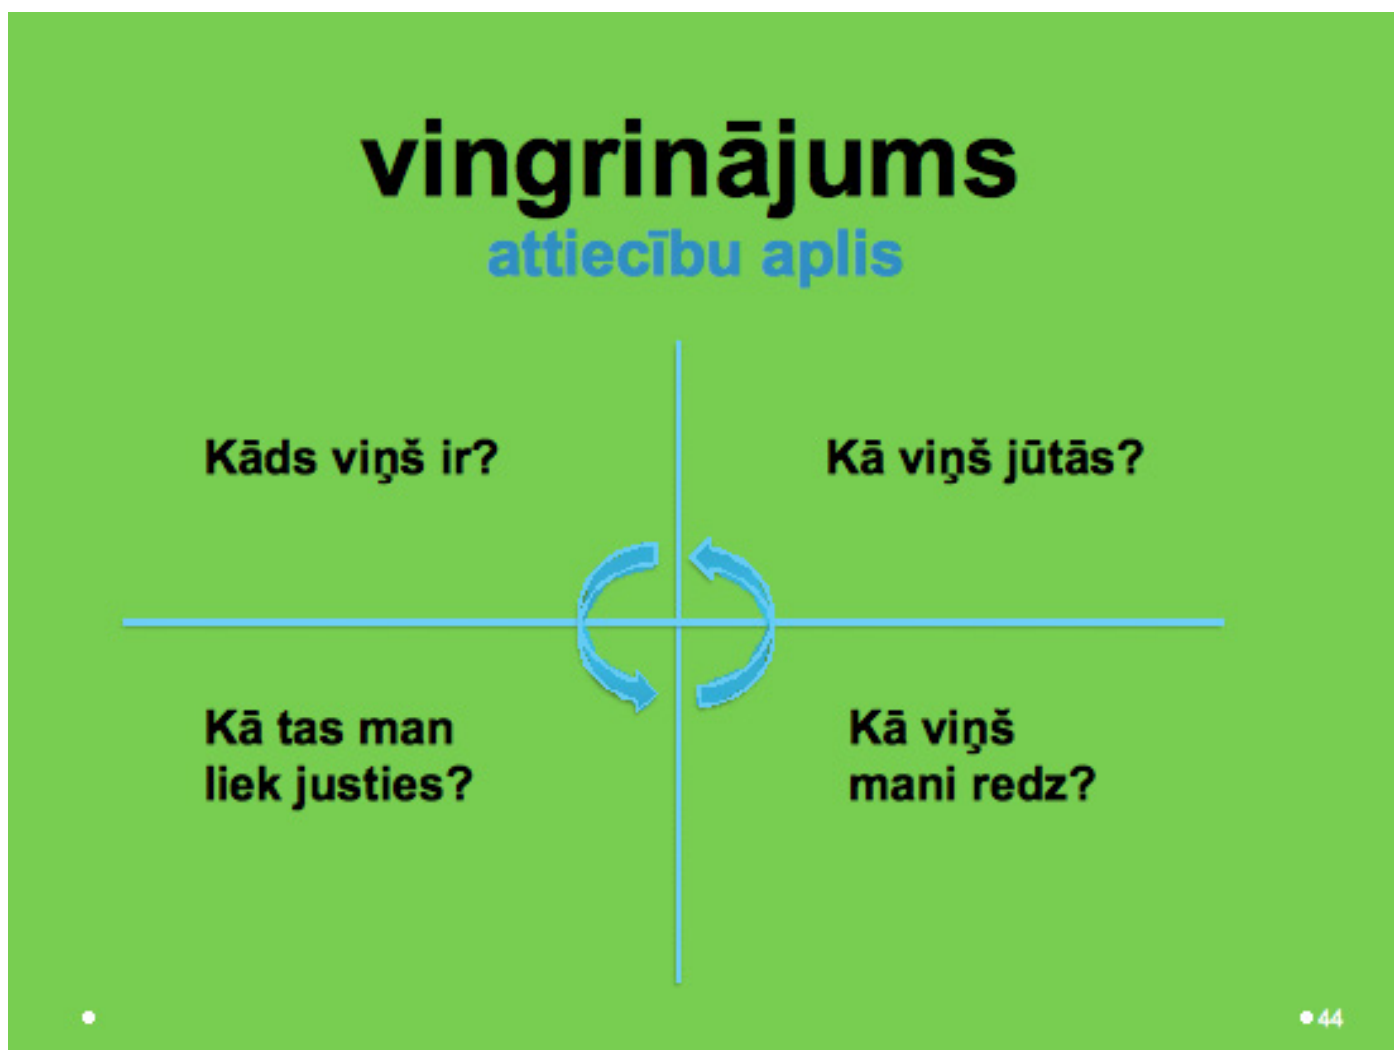 vingrinājums
attiecību aplis
Kāds viņš ir?
Kā viņš jūtās?
Kā tas man
liek justies?
Kā viņš
mani redz?
44